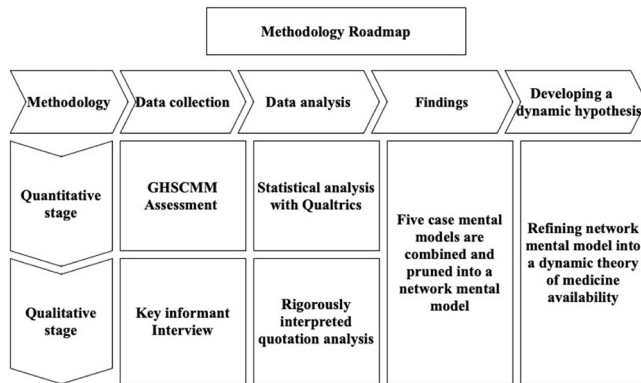 Methodology Roadmap
Methodology
Data collection
Data analysis
Findings
Developing a
dynamic hypothesis
Quantitative
stage
GHSCMM
Assessment
Statistical analysis
with Qualtrics
Five case mental
models are
combined and
pruned into a
network mental
model
Refining network
mental model into
a dynamic theory
of medicine
availability
Qualitative
stage
Key informant
Interview
Rigorously
interpreted
quotation analysis